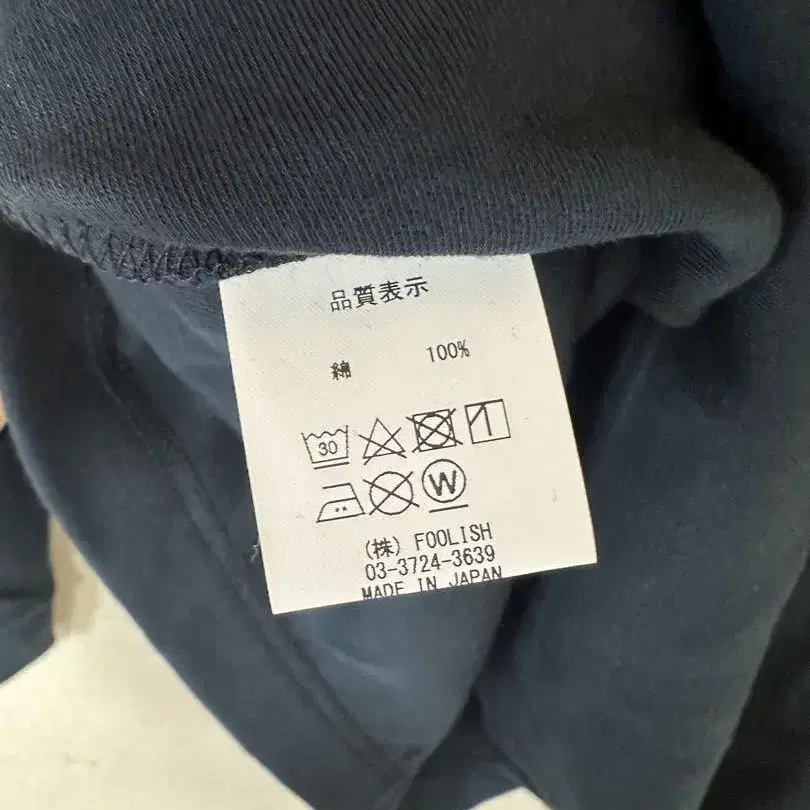 品質表示
綿 100%
30
W
(株) FOOLISH
03-3724-3639
MADE IN JAPAN